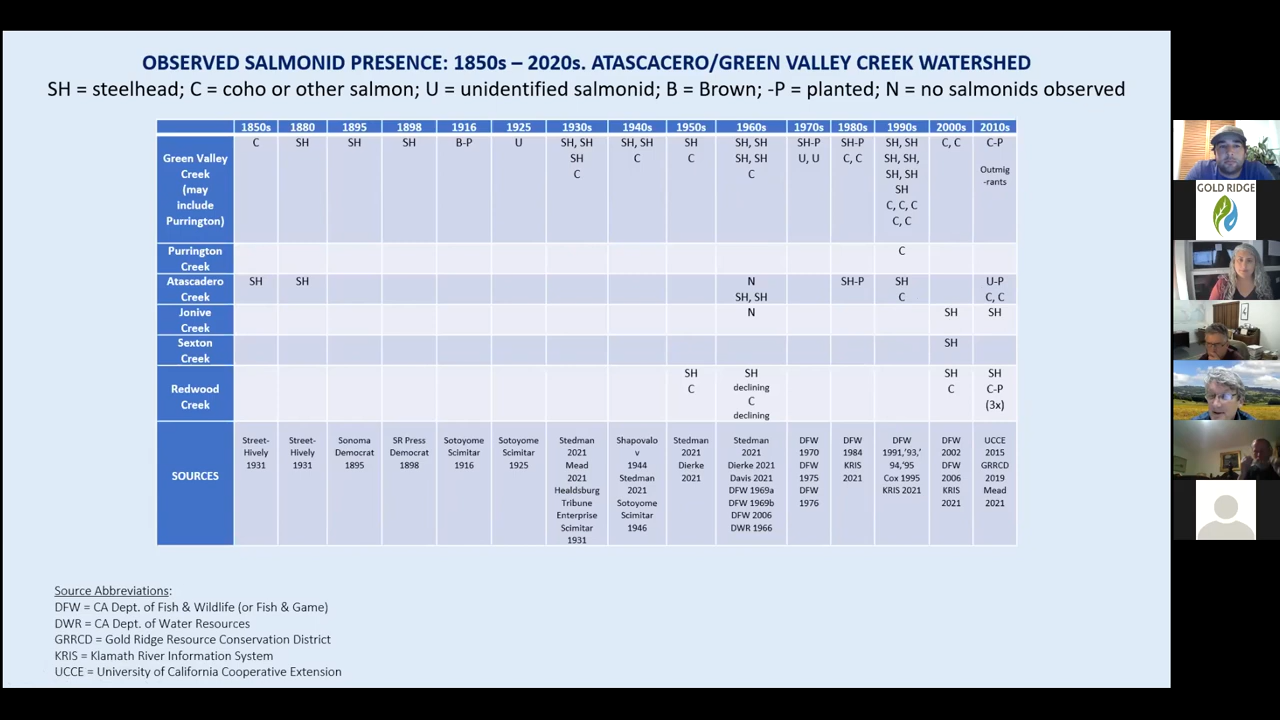 OBSERVED SALMONID PRESENCE: 1850s – 2020s. ATASCACERO/GREEN VALLEY CREEK WATERSHED
SH = steelhead; C = coho or other salmon; U = unidentified salmonid; B = Brown; -P = planted; N = no salmonids observed
1850s 1880 1895 1898 1916 1925 1930s 1940s 1950s 1960s 1970s 1980s 1990s 2000s 2010s
Green Valley
Creek
(may
include
Purrington)
C
SH
SH
SH
B-P
U
SH, SH
SH
C
SH, SH
C
SH
C
SH, SH
SH, SH
C
SH-P
U, U
SH-P
C, C
SH, SH
SH, SH,
SH, SH
SH
C, C, C
C, C
C, C
C-P
Outmig
-rants
Purrington
Creek
C
Atascadero
Creek
SH
SH
N
SH, SH
SH-P
SH
C
U-P
C, C
Jonive
Creek
N
SH
SH
Sexton
Creek
SH
Redwood
Creek
SH
C
SH
declining
C
declining
SH
C
SH
C-P
(3x)
SOURCES
Street-
Hively
1931
Street-
Hively
1931
Sonoma
Democrat
1895
SR Press
Democrat
1898
Sotoyome
Scimitar
1916
Sotoyome
Scimitar
1925
Stedman
2021
Mead
2021
Healdsburg
Tribune
Enterprise
Scimitar
1931
Shapovalo
v
1944
Stedman
2021
Sotoyome
Scimitar
1946
Stedman
2021
Dierke
2021
Stedman
2021
Dierke 2021
Davis 2021
DFW 1969a
DFW 1969b
DFW 2006
DWR 1966
DFW
1970
DFW
1975
DFW
1976
DFW
1984
KRIS
2021
DFW
1991,'93,'
94,'95
Cox 1995
KRIS 2021
DFW
2002
DFW
2006
KRIS
2021
UCCE
2015
GRRCD
2019
Mead
2021
Source Abbreviations:
DFW = CA Dept. of Fish & Wildlife (or Fish & Game)
DWR = CA Dept. of Water Resources
GRRCD = Gold Ridge Resource Conservation District
KRIS = Klamath River Information System
UCCE = University of California Cooperative Extension
GOLD RIDGE